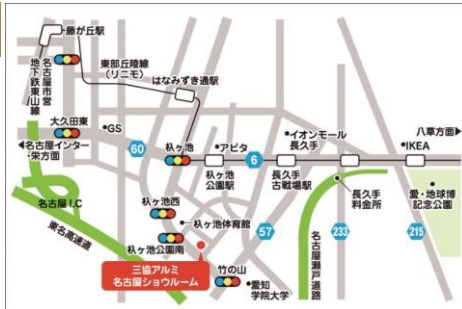 藤が丘駅
名古屋市営
地下鉄東山線
東部丘陵線
(リニモ)
はなみずき通駅
八草方面▶
大久田東
•GS
60
杁ヶ池
•アピタ
6
•イオンモール
長久手
•IKEA
◀名古屋インター・
栄方面
杁ヶ池
公園駅
長久手
古戦場駅
長久手
料金所
愛・地球博
記念公園
名古屋I.C
杁ヶ池西
•杁ヶ池体育館
東名高速道
杁ヶ池公園南
57
名古屋瀬戸道路
233
215
三協アルミ
名古屋ショウルーム
竹の山
•愛知
学院大学